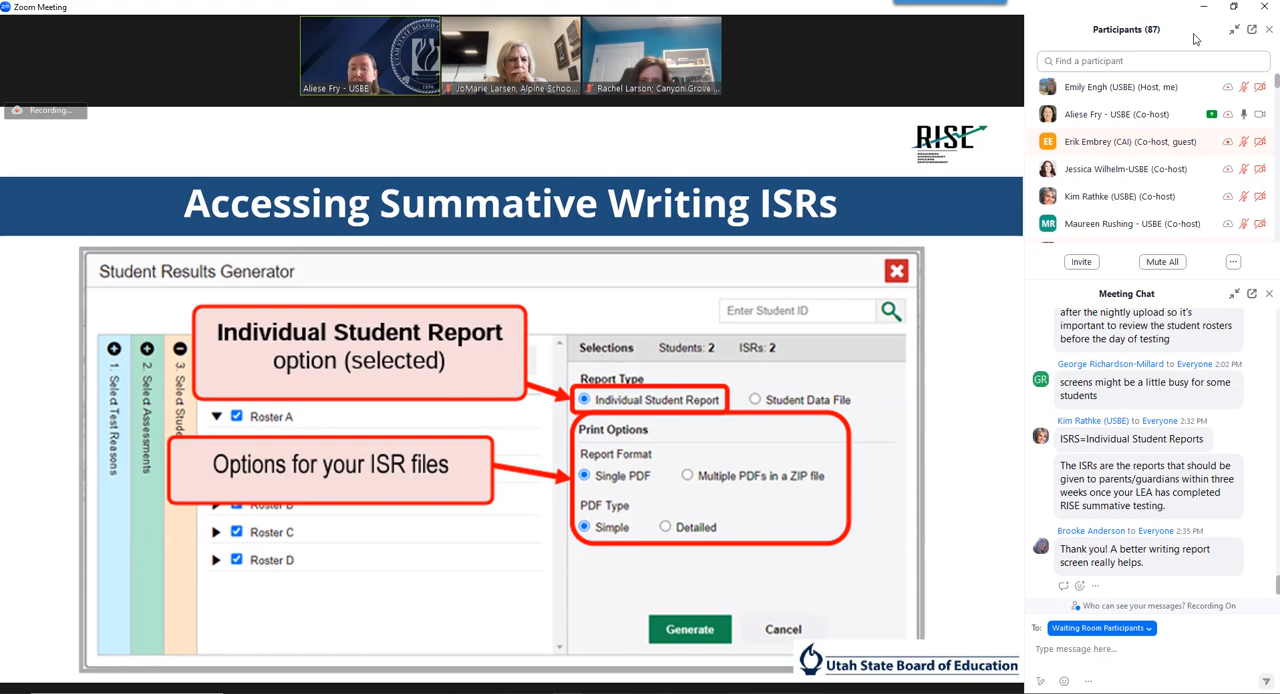 Zoom Meeting
Aliese Fry - USBE
JoMarie Larsen, Alpine Schoo...
Rachel Larson; Canyon Grove ...
Recording...
RISE
Accessing Summative Writing ISRs
Student Results Generator
Enter Student ID
Individual Student Report
option (selected)
1. Select Test Reasons
2. Select Assessments
3. Select Stude
Roster A
Options for your ISR files
Roster C
Roster D
Selections Students: 2 ISRs: 2
Report Type
Individual Student Report Student Data File
Print Options
Report Format
Single PDF Multiple PDFs in a ZIP file
PDF Type
Simple Detailed
Generate Cancel
Utah State Board of Education
Participants (87)
Find a participant
Emily Engh (USBE) (Host, me)
Aliese Fry - USBE (Co-host)
EE Erik Embrey (CAI) (Co-host, guest)
Jessica Wilhelm-USBE (Co-host)
Kim Rathke (USBE) (Co-host)
MR Maureen Rushing - USBE (Co-host)
Invite Mute All ...
Meeting Chat
after the nightly upload so it's
important to review the student rosters
before the day of testing
George Richardson-Millard to Everyone 2:02 PM
GR
screens might be a little busy for some
students
Kim Rathke (USBE) to Everyone 2:32 PM
ISRS=Individual Student Reports
The ISRs are the reports that should be
given to parents/guardians within three
weeks once your LEA has completed
RISE summative testing.
Brooke Anderson to Everyone 2:35 PM
Thank you! A better writing report
screen really helps.
Who can see your messages? Recording On
To: Waiting Room Participants
Type message here...